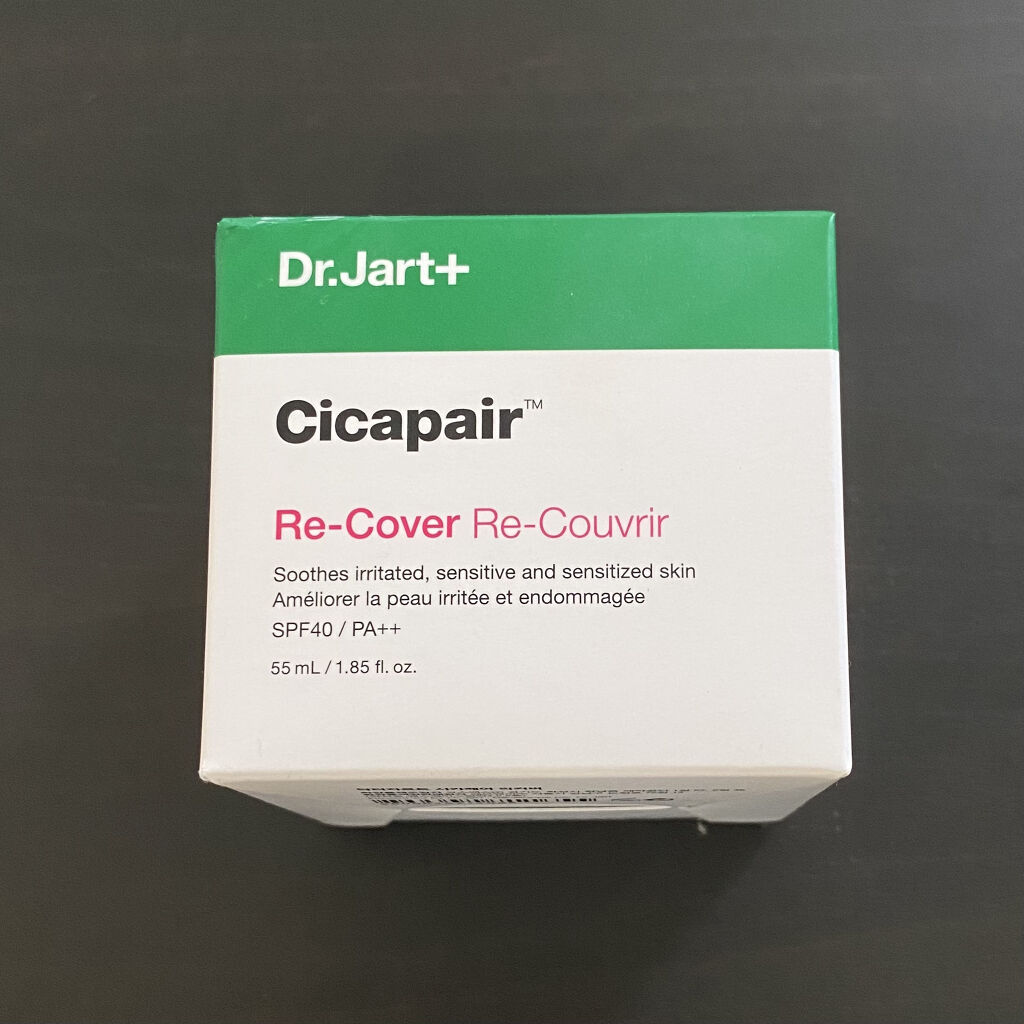 Dr.Jart+
Cicapair™
Re-Cover Re-Couvrir
Soothes irritated, sensitive and sensitized skin
Améliorer la peau irritée et endommagée
SPF40 / PA++
55 mL / 1.85 fl. oz.